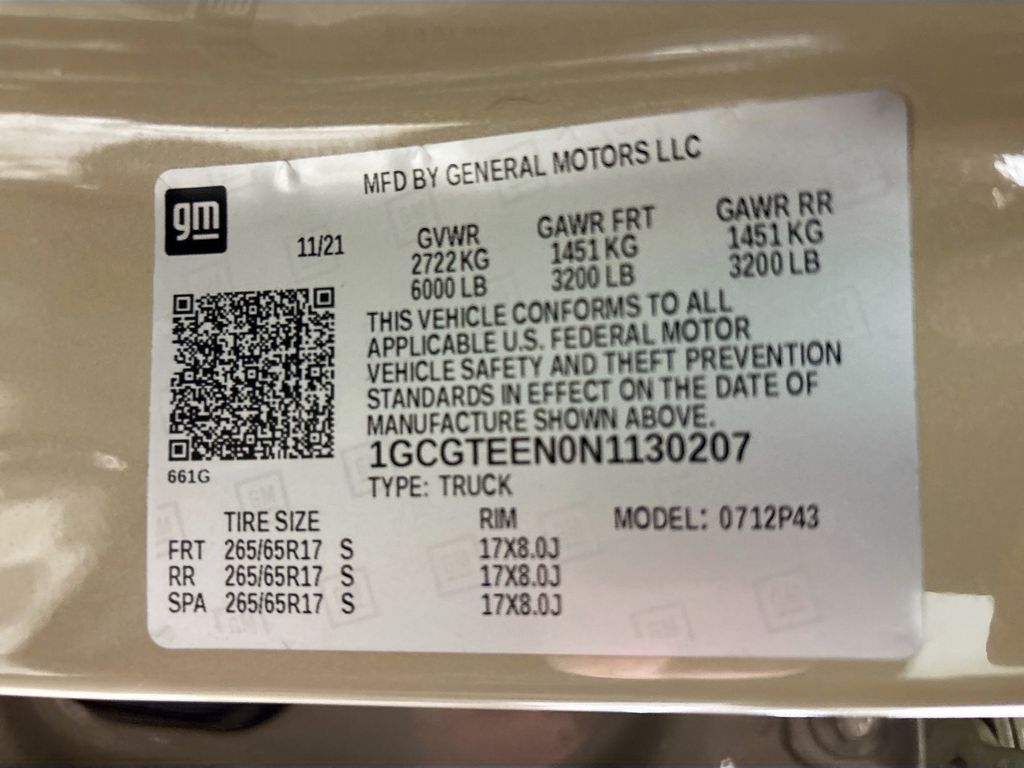 MFD BY GENERAL MOTORS LLC
gm
11/21
GVWR GAWR FRT GAWR RR
2722 KG 1451 KG 1451 KG
6000 LB 3200 LB 3200 LB
THIS VEHICLE CONFORMS TO ALL
APPLICABLE U.S. FEDERAL MOTOR
VEHICLE SAFETY AND THEFT PREVENTION
STANDARDS IN EFFECT ON THE DATE OF
MANUFACTURE SHOWN ABOVE.
1GCGTEEN0N1130207
661G
TYPE: TRUCK
TIRE SIZE RIM MODEL: 0712P43
FRT 265/65R17 S 17X8.0J
RR 265/65R17 S 17X8.0J
SPA 265/65R17 S 17X8.0J